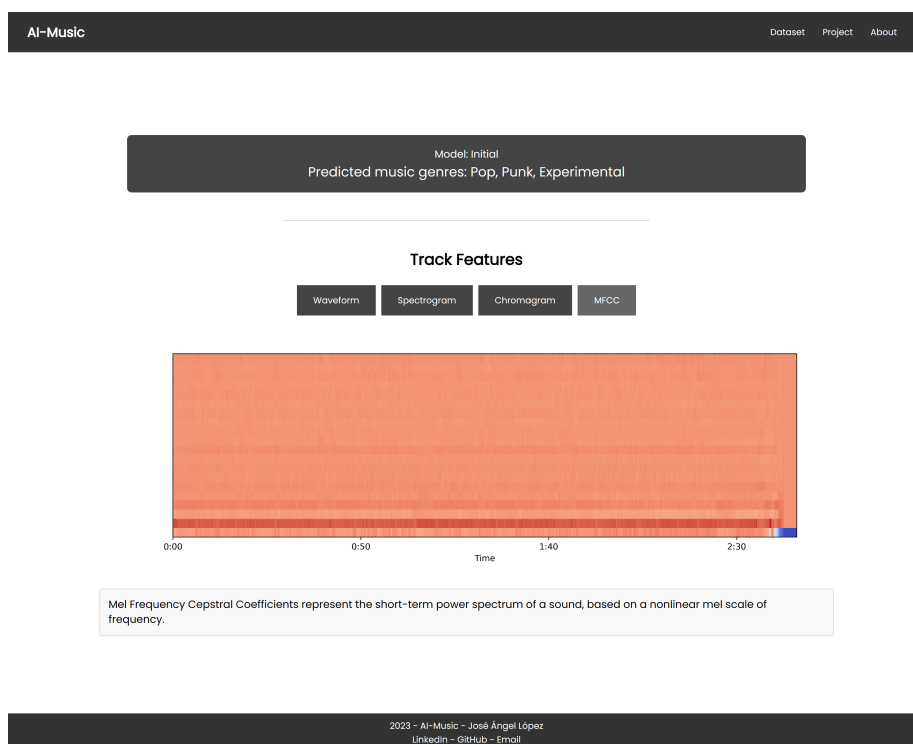 AI-Music
Dataset Project About
Model: Initial
Predicted music genres: Pop, Punk, Experimental
Track Features
Waveform Spectrogram Chromagram MFCC
0:00 0:50 1:40 2:30
Time
Mel Frequency Cepstral Coefficients represent the short-term power spectrum of a sound, based on a nonlinear mel scale of
frequency.
2023 - AI-Music - José Ángel López
LinkedIn - GitHub - Email